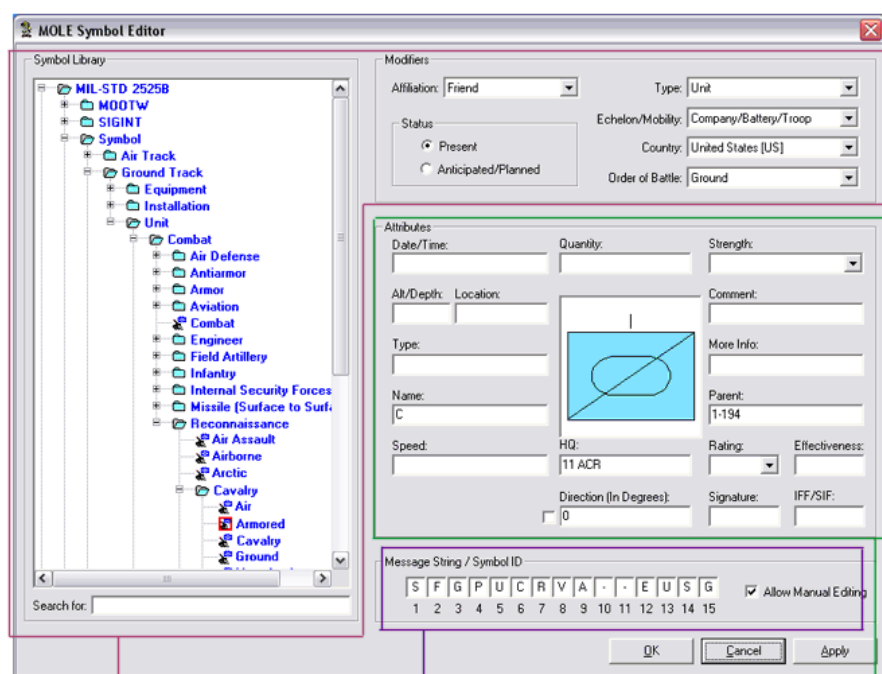 MOLE Symbol Editor
Symbol Library
MIL-STD 2525B
MOOTW
SIGINT
Symbol
Air Track
Ground Track
Equipment
Installation
Unit
Combat
Air Defense
Antiarmor
Armor
Aviation
Combat
Engineer
Field Artillery
Infantry
Internal Security Forces
Missile (Surface to Surf
Reconnaissance
Air Assault
Airborne
Arctic
Cavalry
Air
Armored
Cavalry
Ground
Search for:
Modifiers
Affiliation: Friend
Type: Unit
Status
Present
Anticipated/Planned
Echelon/Mobility: Company/Battery/Troop
Country: United States [US]
Order of Battle: Ground
Attributes
Date/Time: Quantity: Strength:
Alt/Depth: Location: Comment:
Type: More Info:
Name: Parent:
C 1-194
Speed: HQ: Rating: Effectiveness:
11 ACR
Direction (In Degrees): Signature: IFF/SIF:
0
Message String / Symbol ID
S F G P U C R V A - - E U S G
1 2 3 4 5 6 7 8 9 10 11 12 13 14 15
Allow Manual Editing
OK Cancel Apply